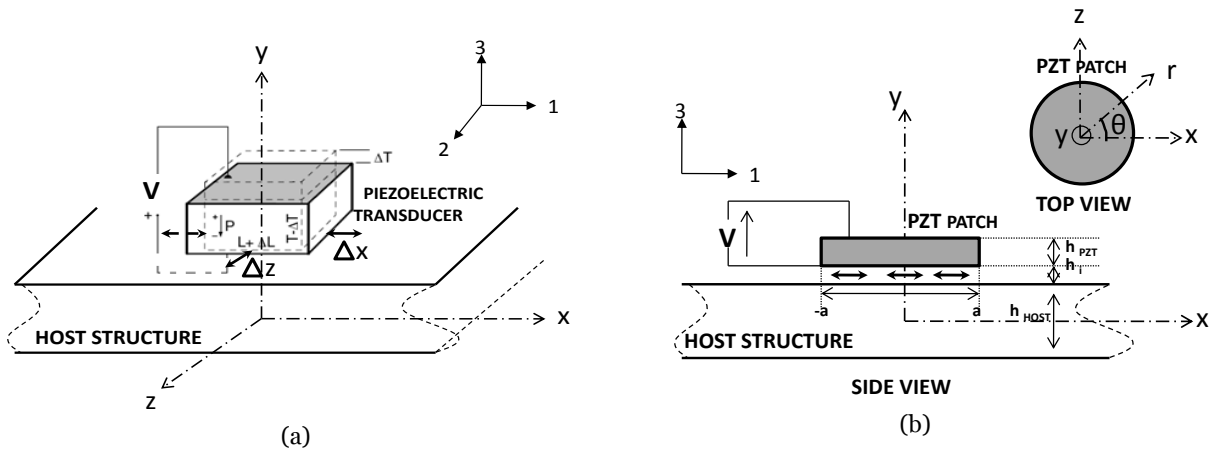 y
3
1
2
ΔT
V
+
+
P
-
T-ΔT
L+ ΔL
PIEZOELECTRIC
TRANSDUCER
Δx
Δz
HOST STRUCTURE
x
z
(a)
z
PZT PATCH
r
θ
y
x
TOP VIEW
y
3
1
PZT PATCH
V
h PZT
h i
-a
a
h HOST
x
HOST STRUCTURE
SIDE VIEW
(b)